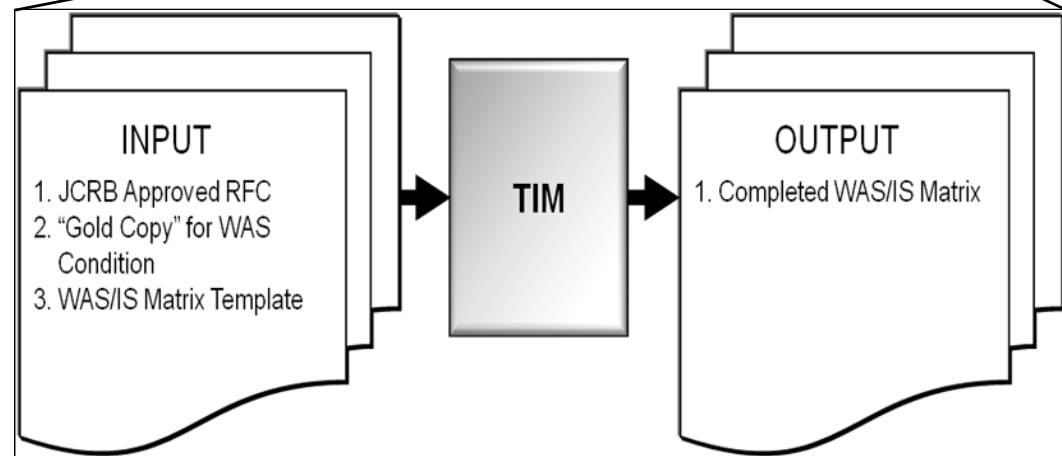 INPUT
1. JCRB Approved RFC
2. “Gold Copy” for WAS
Condition
3. WAS/IS Matrix Template
TIM
OUTPUT
1. Completed WAS/IS Matrix